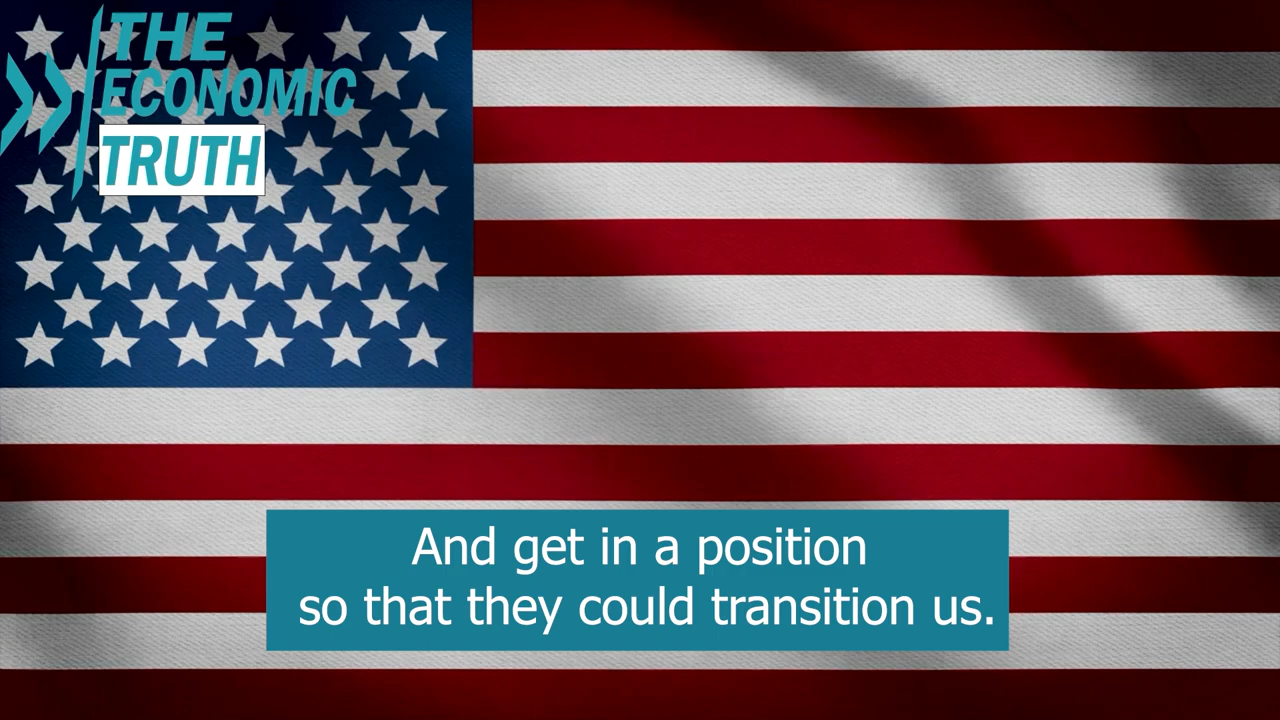 THE
ECONOMIC
TRUTH
And get in a position
so that they could transition us.